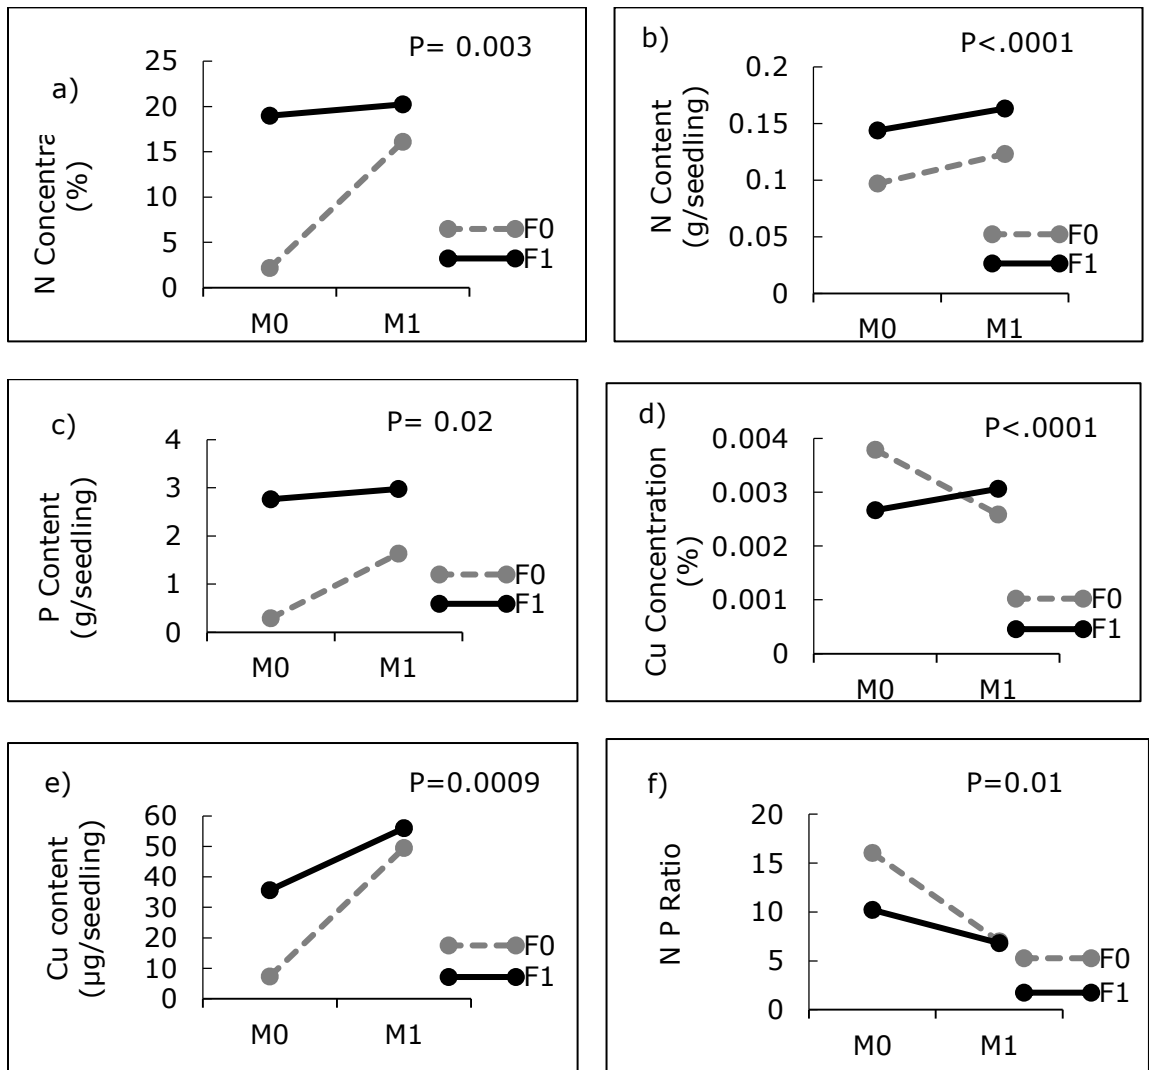 a)
P= 0.003
N Concentra
(%)
25
20
15
10
5
0
F0
F1
M0 M1
b)
P<.0001
N Content
(g/seedling)
0.2
0.15
0.1
0.05
0
F0
F1
M0 M1
c)
P= 0.02
P Content
(g/seedling)
4
3
2
1
0
F0
F1
M0 M1
d)
P<.0001
Cu Concentration
(%)
0.004
0.003
0.002
0.001
0
F0
F1
M0 M1
e)
P=0.0009
Cu content
(µg/seedling)
60
50
40
30
20
10
0
F0
F1
M0 M1
f)
P=0.01
N P Ratio
20
15
10
5
0
F0
F1
M0 M1